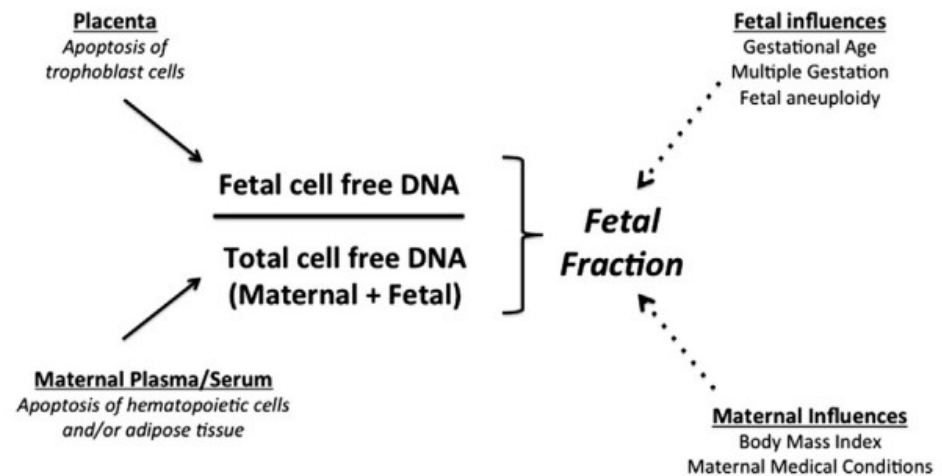 Placenta
Apoptosis of
trophoblast cells
Fetal influences
Gestational Age
Multiple Gestation
Fetal aneuploidy
Fetal cell free DNA
Total cell free DNA
(Maternal + Fetal)
Fetal
Fraction
Maternal Plasma/Serum
Apoptosis of hematopoietic cells
and/or adipose tissue
Maternal Influences
Body Mass Index
Maternal Medical Conditions